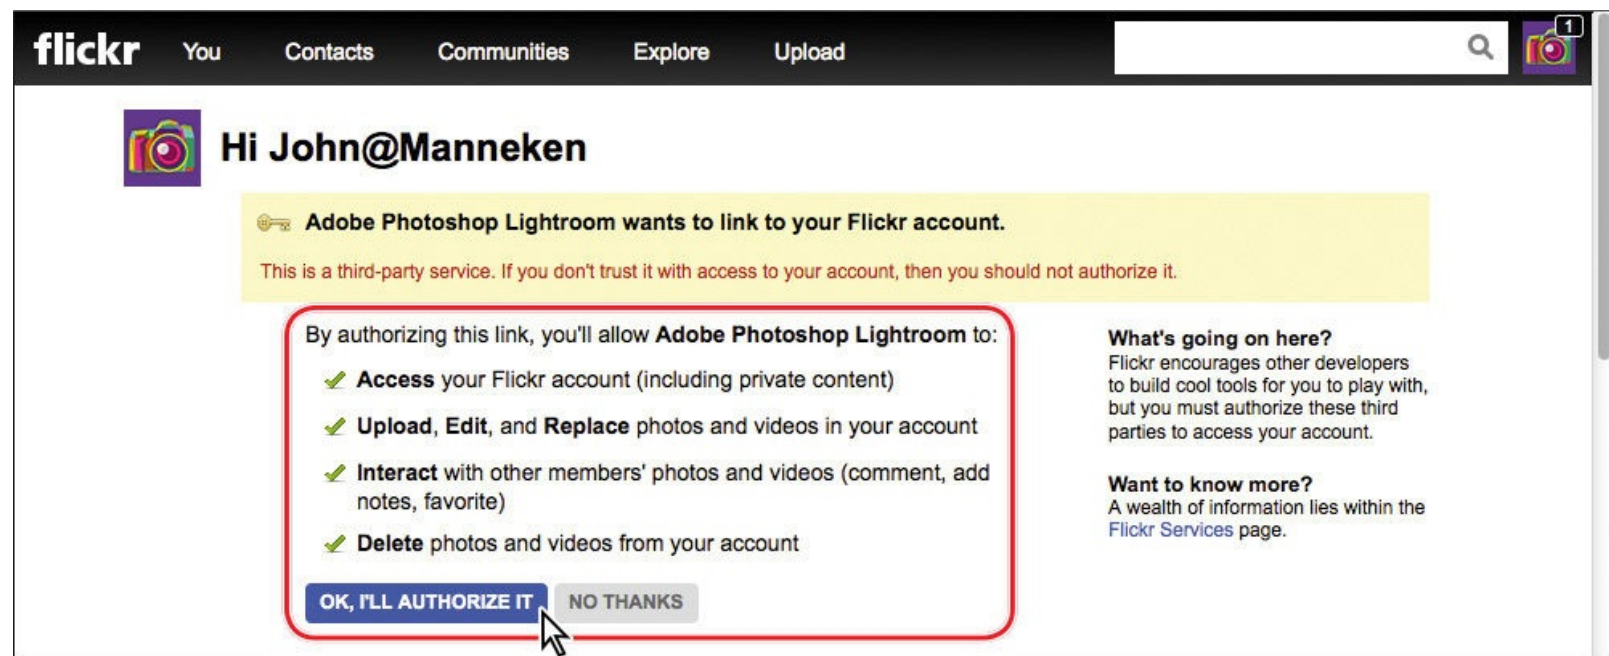 flickr You Contacts Communities Explore Upload
1
Hi John@Manneken
Adobe Photoshop Lightroom wants to link to your Flickr account.
This is a third-party service. If you don't trust it with access to your account, then you should not authorize it.
By authorizing this link, you'll allow Adobe Photoshop Lightroom to:
Access your Flickr account (including private content)
Upload, Edit, and Replace photos and videos in your account
Interact with other members' photos and videos (comment, add
notes, favorite)
Delete photos and videos from your account
OK, I'LL AUTHORIZE IT NO THANKS
What's going on here?
Flickr encourages other developers
to build cool tools for you to play with,
but you must authorize these third
parties to access your account.
Want to know more?
A wealth of information lies within the
Flickr Services page.